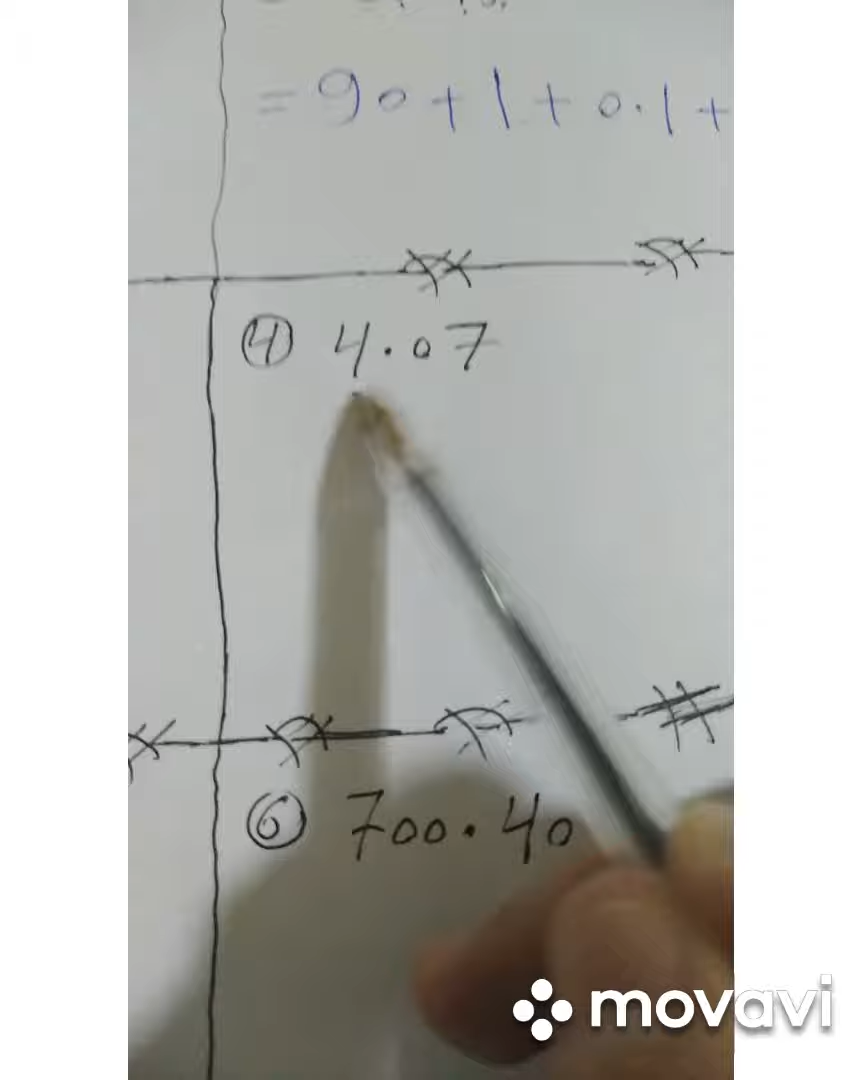 = 90 + 1 + 0.1 +
④ 4.07
⑥ 700.40
movavi